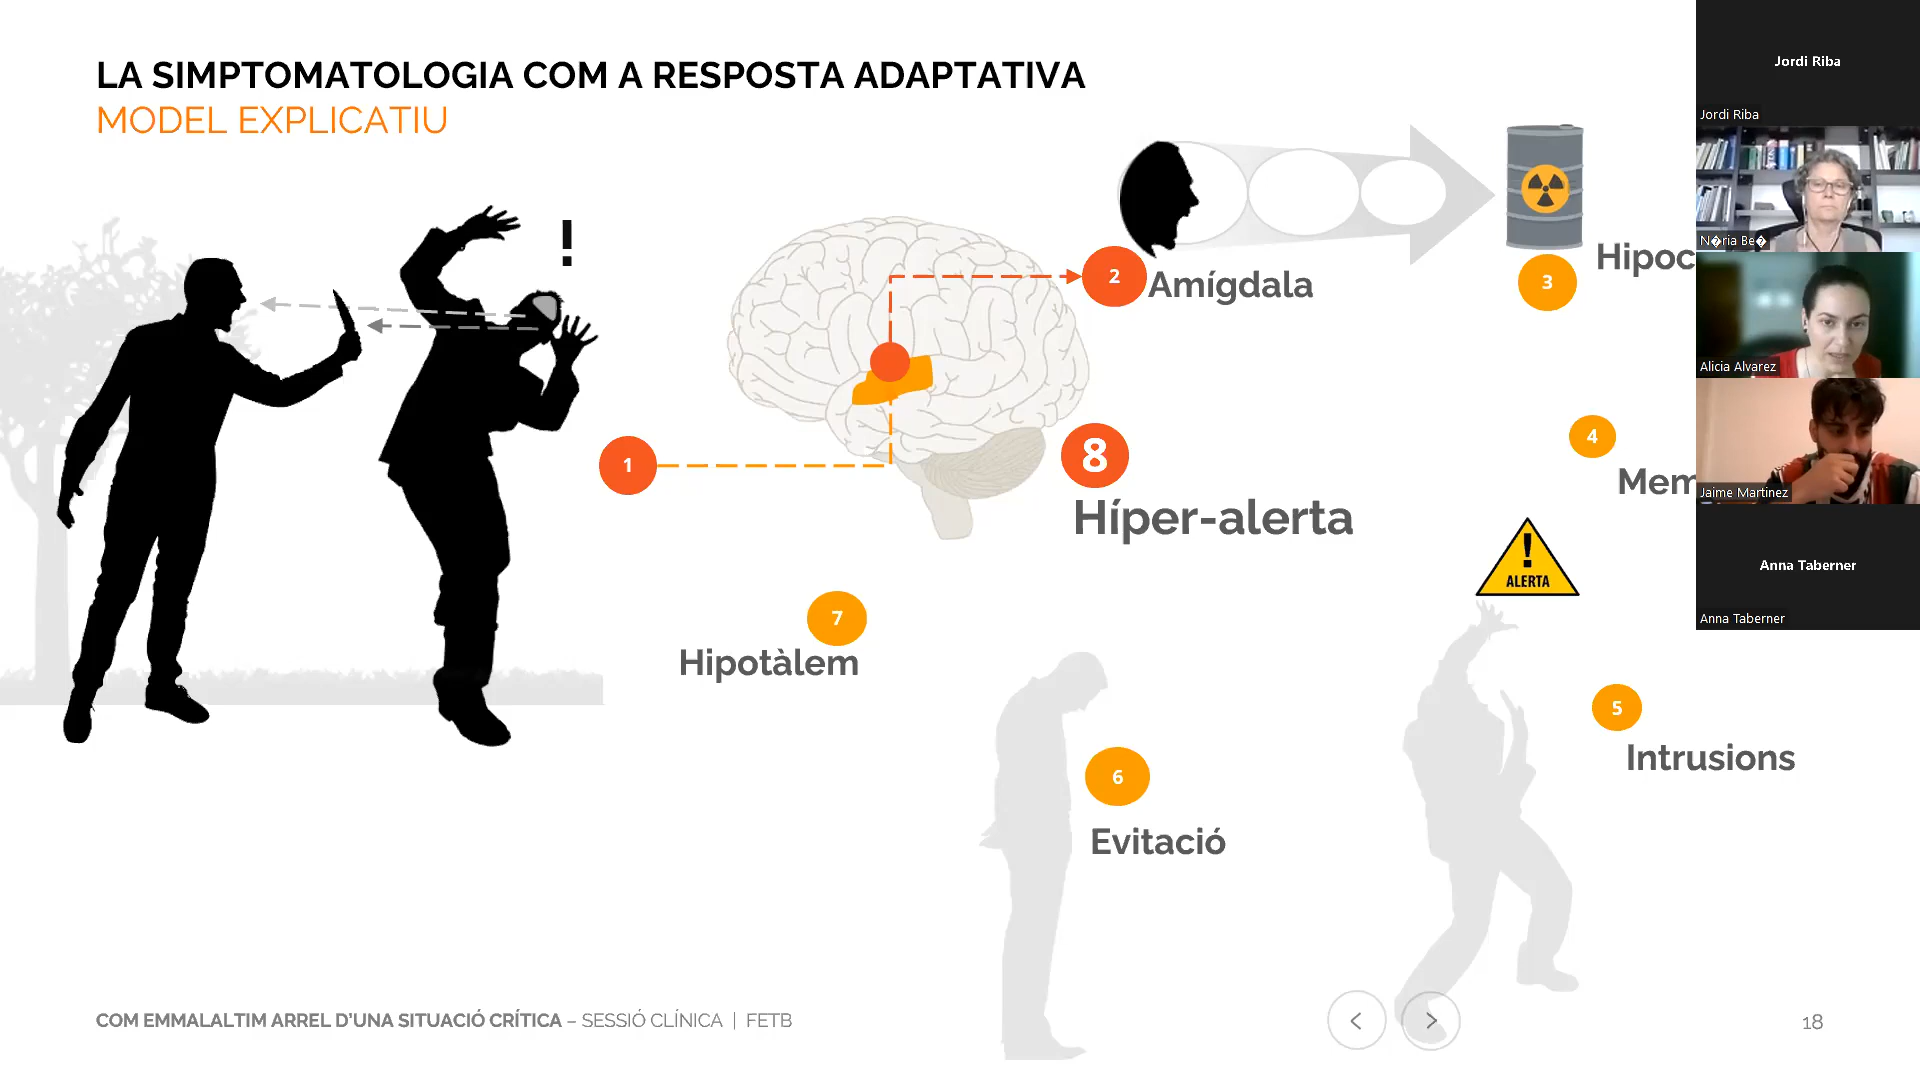 LA SIMPTOMATOLOGIA COM A RESPOSTA ADAPTATIVA
MODEL EXPLICATIU
!
1
2
Amígdala
3
Hipoc
4
Mem
8
Híper-alerta
!
ALERTA
7
Hipotàlem
5
Intrusions
6
Evitació
COM EMMALALTIM ARREL D'UNA SITUACIÓ CRÍTICA – SESSIÓ CLÍNICA | FETB
18
Jordi Riba
Jordi Riba
N�ria Be�
Alicia Alvarez
Jaime Martinez
Anna Taberner
Anna Taberner